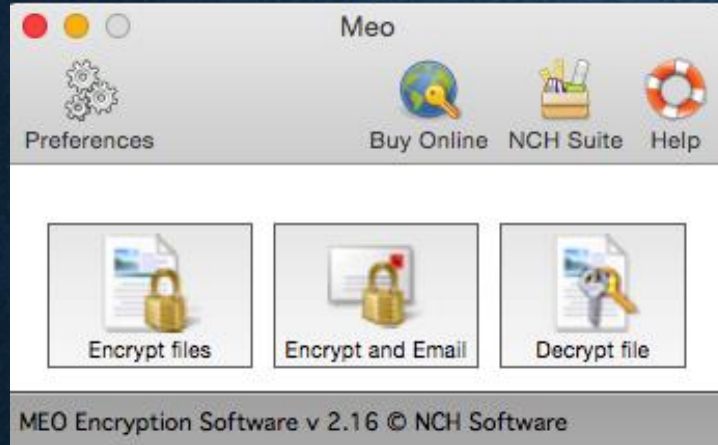 Meo
Preferences Buy Online NCH Suite Help
Encrypt files Encrypt and Email Decrypt file
MEO Encryption Software v 2.16 © NCH Software